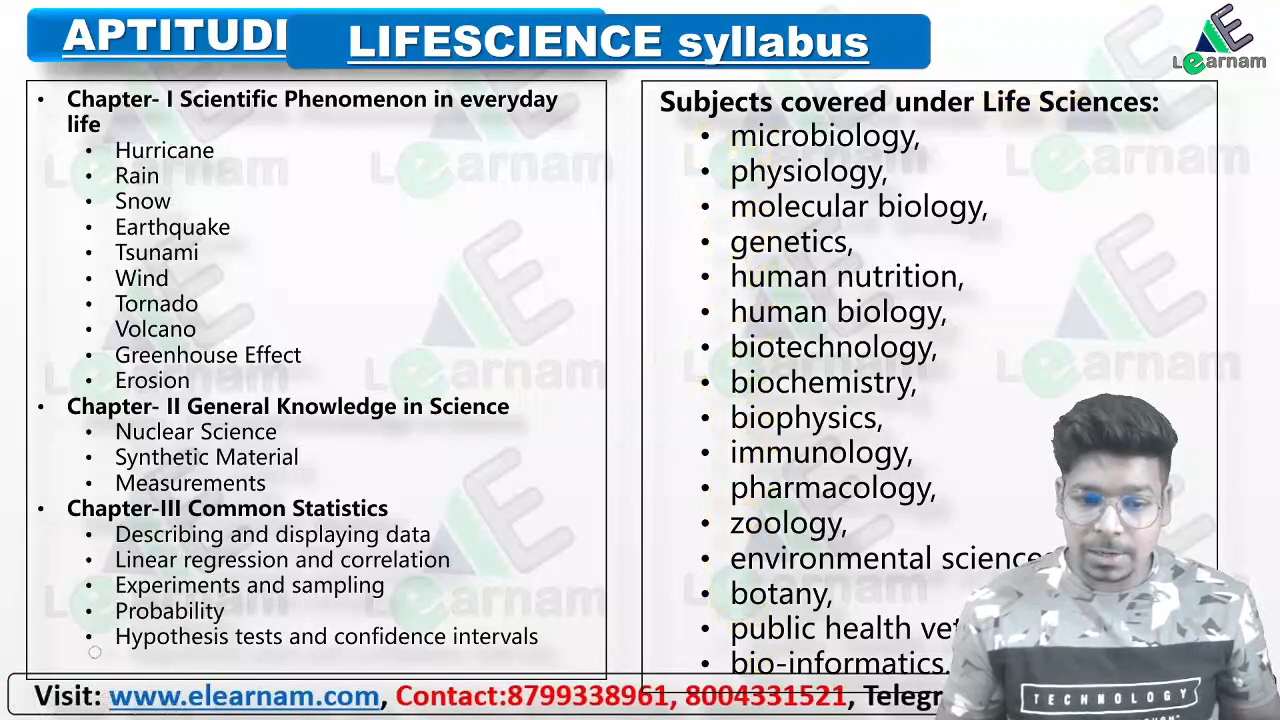 APTITUD
LIFESCIENCE syllabus
Learnam
• Chapter- I Scientific Phenomenon in everyday
life
• Hurricane
• Rain
• Snow
• Earthquake
• Tsunami
• Wind
• Tornado
• Volcano
• Greenhouse Effect
• Erosion
• Chapter- II General Knowledge in Science
• Nuclear Science
• Synthetic Material
• Measurements
• Chapter-III Common Statistics
• Describing and displaying data
• Linear regression and correlation
• Experiments and sampling
• Probability
• Hypothesis tests and confidence intervals
Subjects covered under Life Sciences:
• microbiology,
• physiology,
• molecular biology,
• genetics,
• human nutrition,
• human biology,
• biotechnology,
• biochemistry,
• biophysics,
• immunology,
• pharmacology,
• zoology,
• environmental science
• botany,
• public health vet
• bio-informatics.
Visit: www.elearnam.com, Contact:8799338961, 8004331521, Telegr
TECHNOLOGY